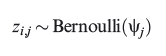 z_{i,j} ∼ Bernoulli(ψ_j)